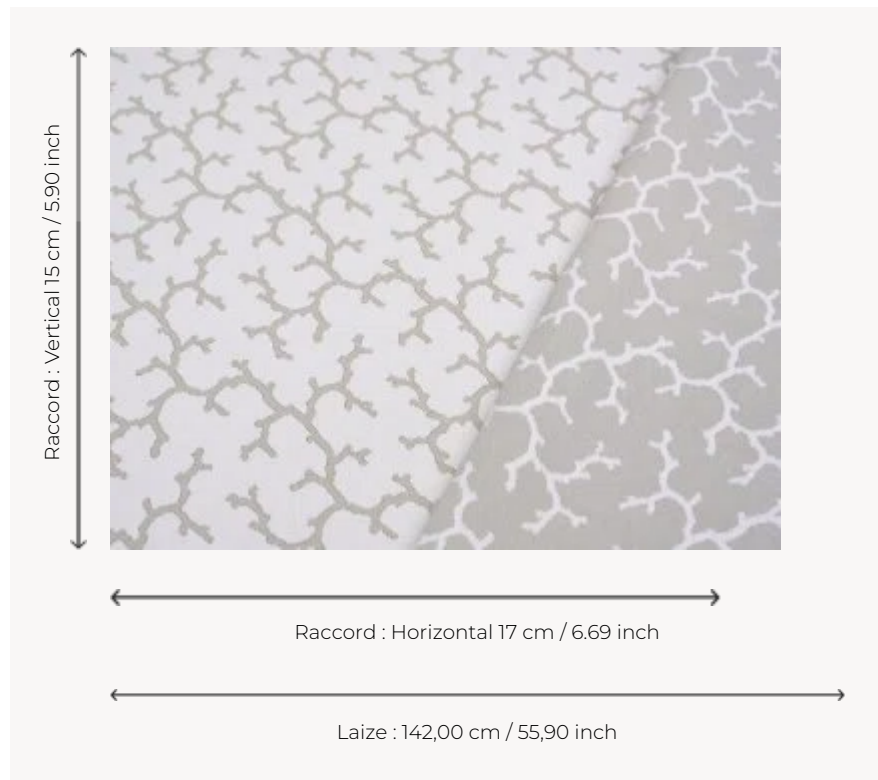 Raccord : Vertical 15 cm / 5.90 inch
Raccord : Horizontal 17 cm / 6.69 inch
Laize : 142,00 cm / 55,90 inch